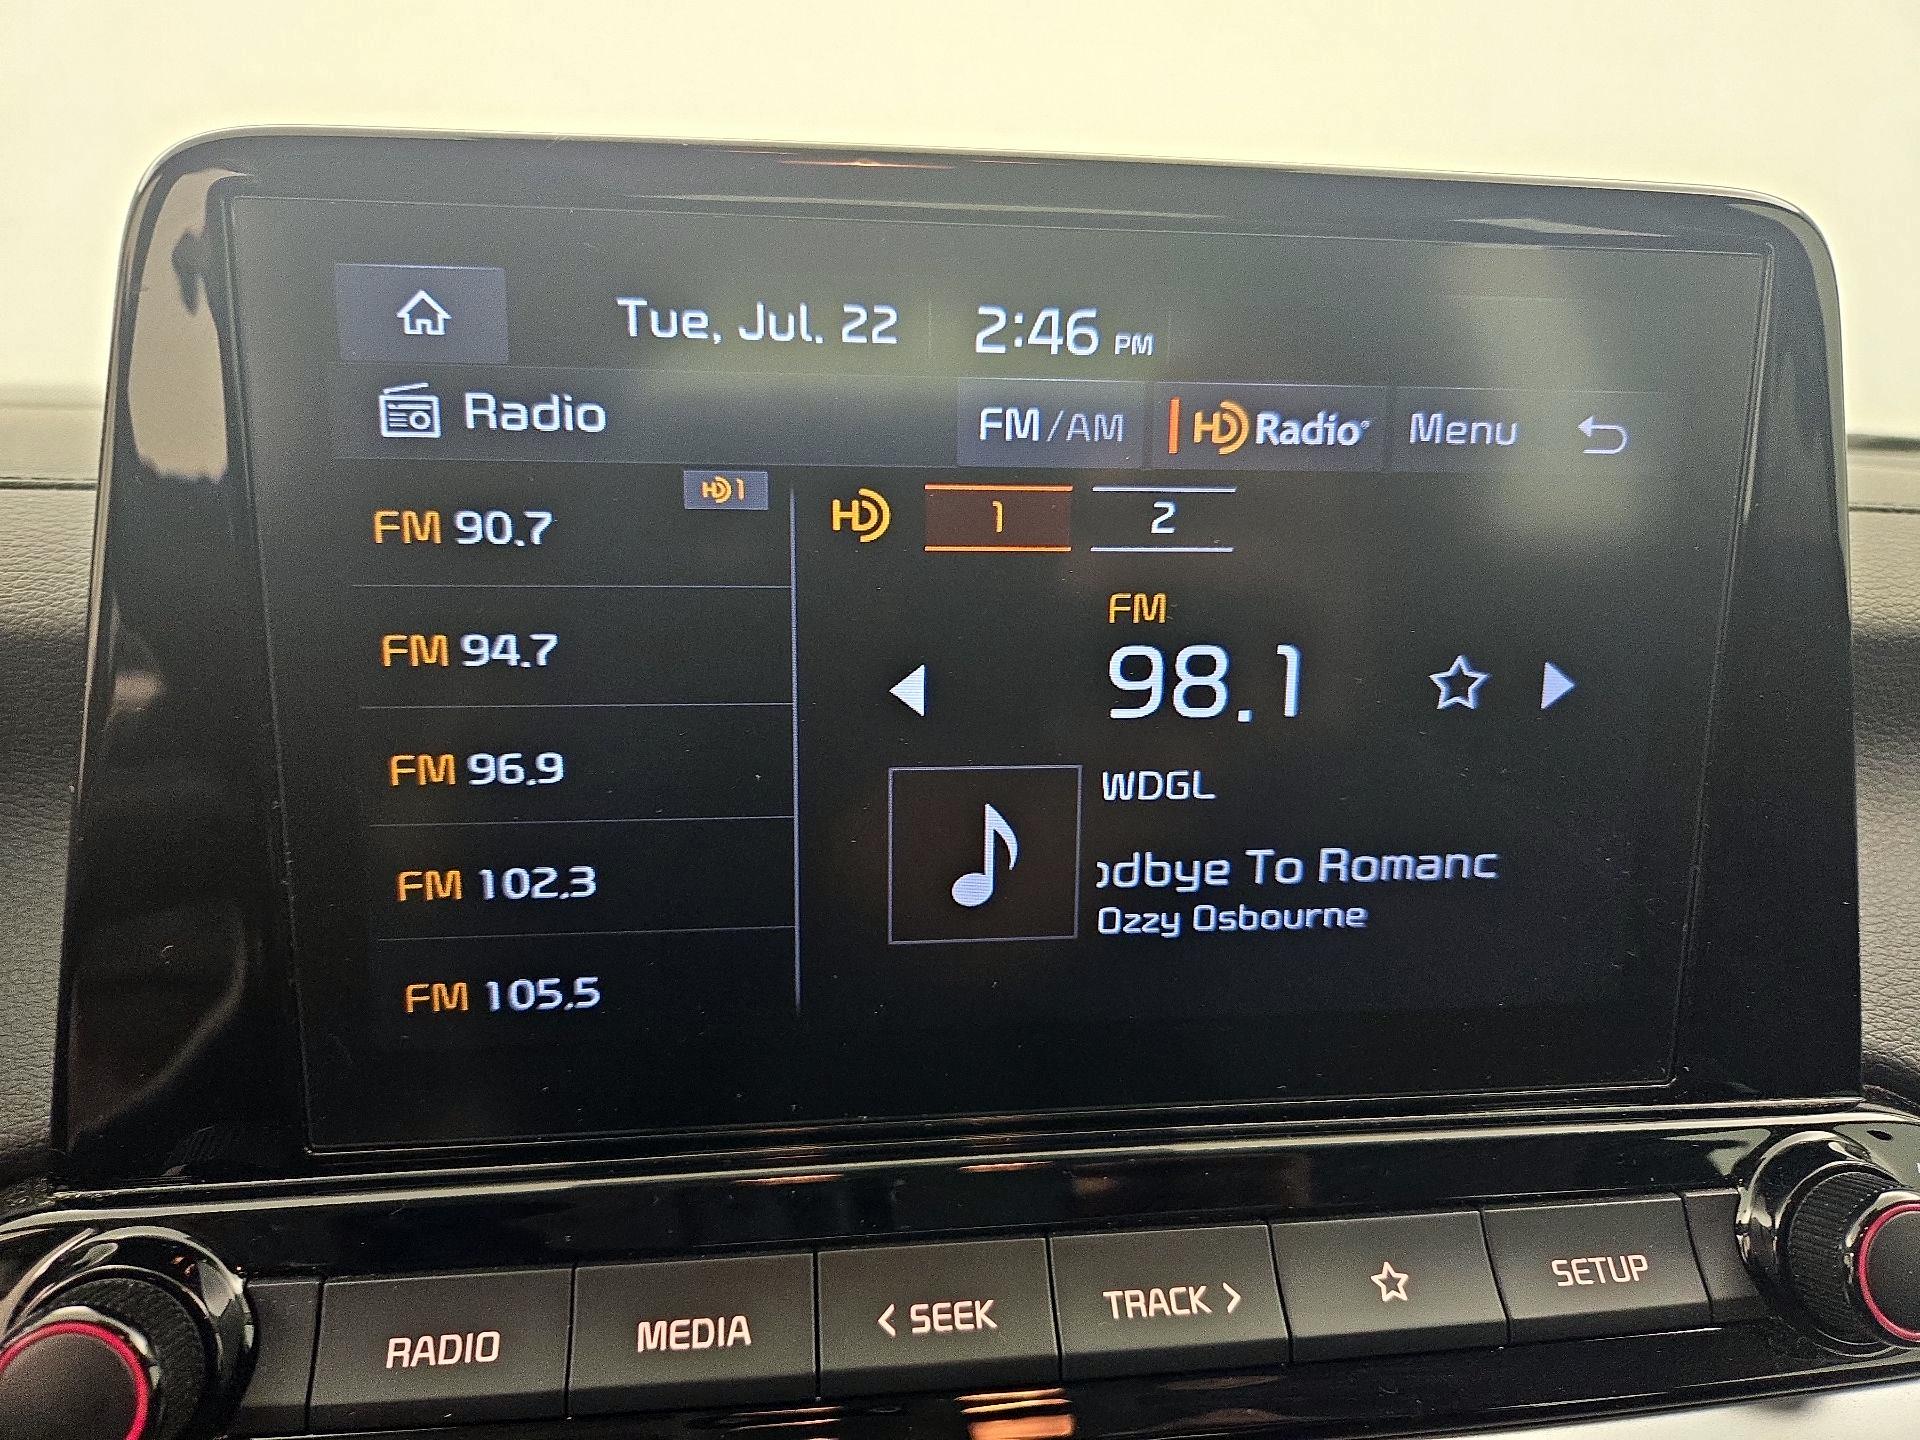 Tue, Jul. 22 2:46 PM
Radio FM/AM HD Radio® Menu
HD 1
FM 90.7
FM 94.7
FM 96.9
FM 102.3
FM 105.5
HD 1 2
FM
98.1
WDGL
odbye To Romanc
Ozzy Osbourne
RADIO MEDIA < SEEK TRACK > SETUP